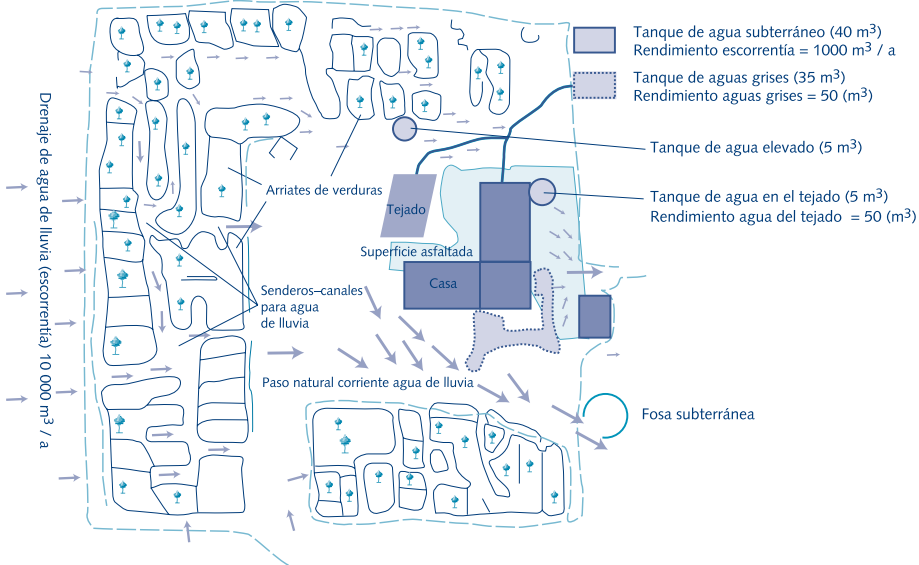 Tanque de agua subterráneo (40 m³)
Rendimiento escorrentía = 1000 m³ / a
Tanque de aguas grises (35 m³)
Rendimiento aguas grises = 50 (m³)
Tanque de agua elevado (5 m³)
Tanque de agua en el tejado (5 m³)
Rendimiento agua del tejado = 50 (m³)
Drenaje de agua de lluvia (escorrentía) 10 000 m³ / a
Arriates de verduras
Tejado
Superficie asfaltada
Casa
Senderos–canales
para agua
de lluvia
Paso natural corriente agua de lluvia
Fosa subterránea